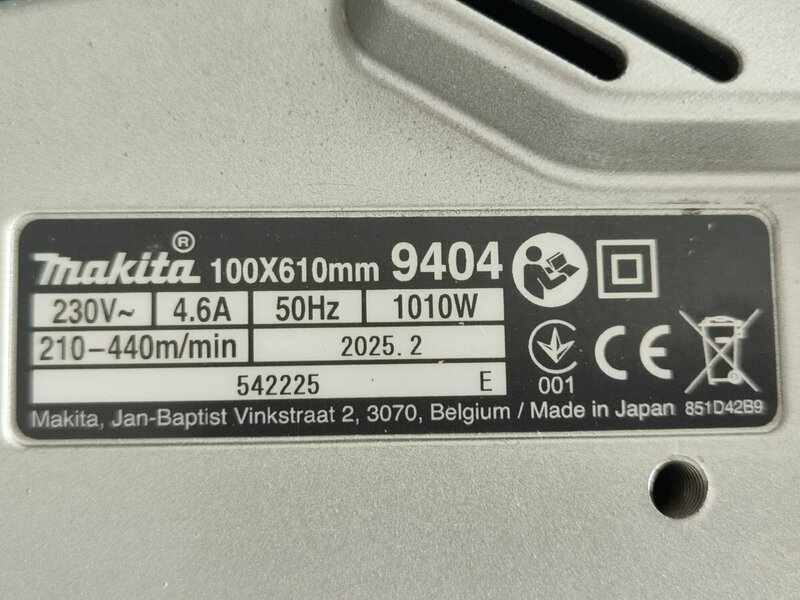 Makita® 100X610mm 9404
230V~ 4.6A 50Hz 1010W
210-440m/min 2025. 2
542225 E
001
CE
Makita, Jan-Baptist Vinkstraat 2, 3070, Belgium / Made in Japan 851D42B9